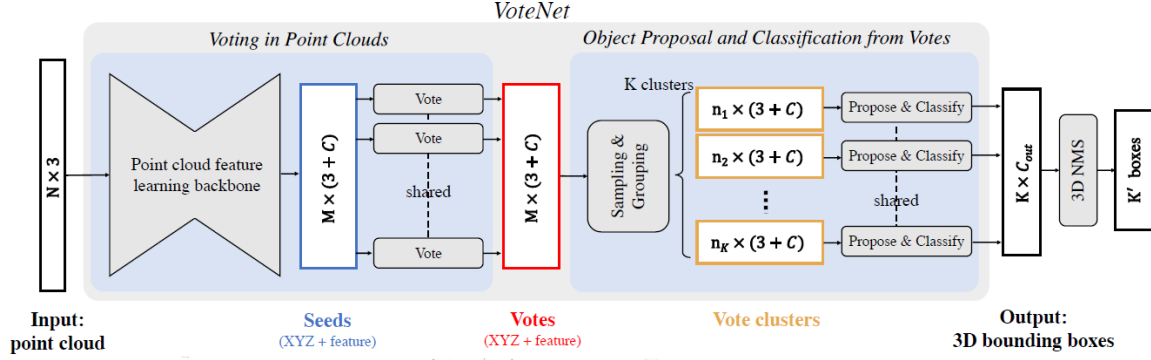 VoteNet
Voting in Point Clouds
Object Proposal and Classification from Votes
N × 3
Point cloud feature
learning backbone
M × (3 + C)
Vote
Vote
shared
Vote
M × (3 + C)
Sampling &
Grouping
K clusters
n₁ × (3 + C)
n₂ × (3 + C)
n_K × (3 + C)
Propose & Classify
Propose & Classify
shared
Propose & Classify
K × C_out
3D NMS
K′ boxes
Input:
point cloud
Seeds
(XYZ + feature)
Votes
(XYZ + feature)
Vote clusters
Output:
3D bounding boxes